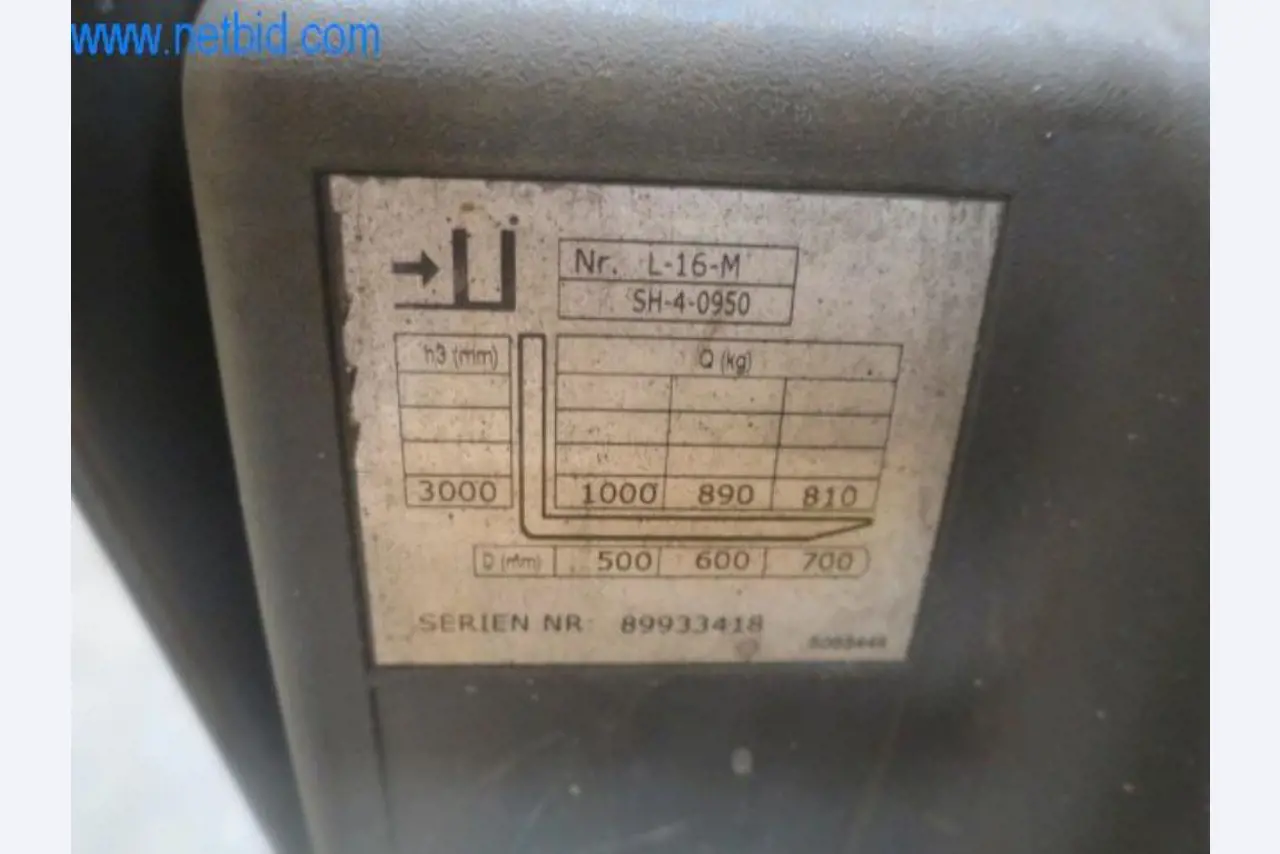 www.netbid.com
Nr. L-16-M
SH-4-0950
h3 (mm) Q (kg)
3000 1000 890 810
D (mm) 500 600 700
SERIEN NR 89933418